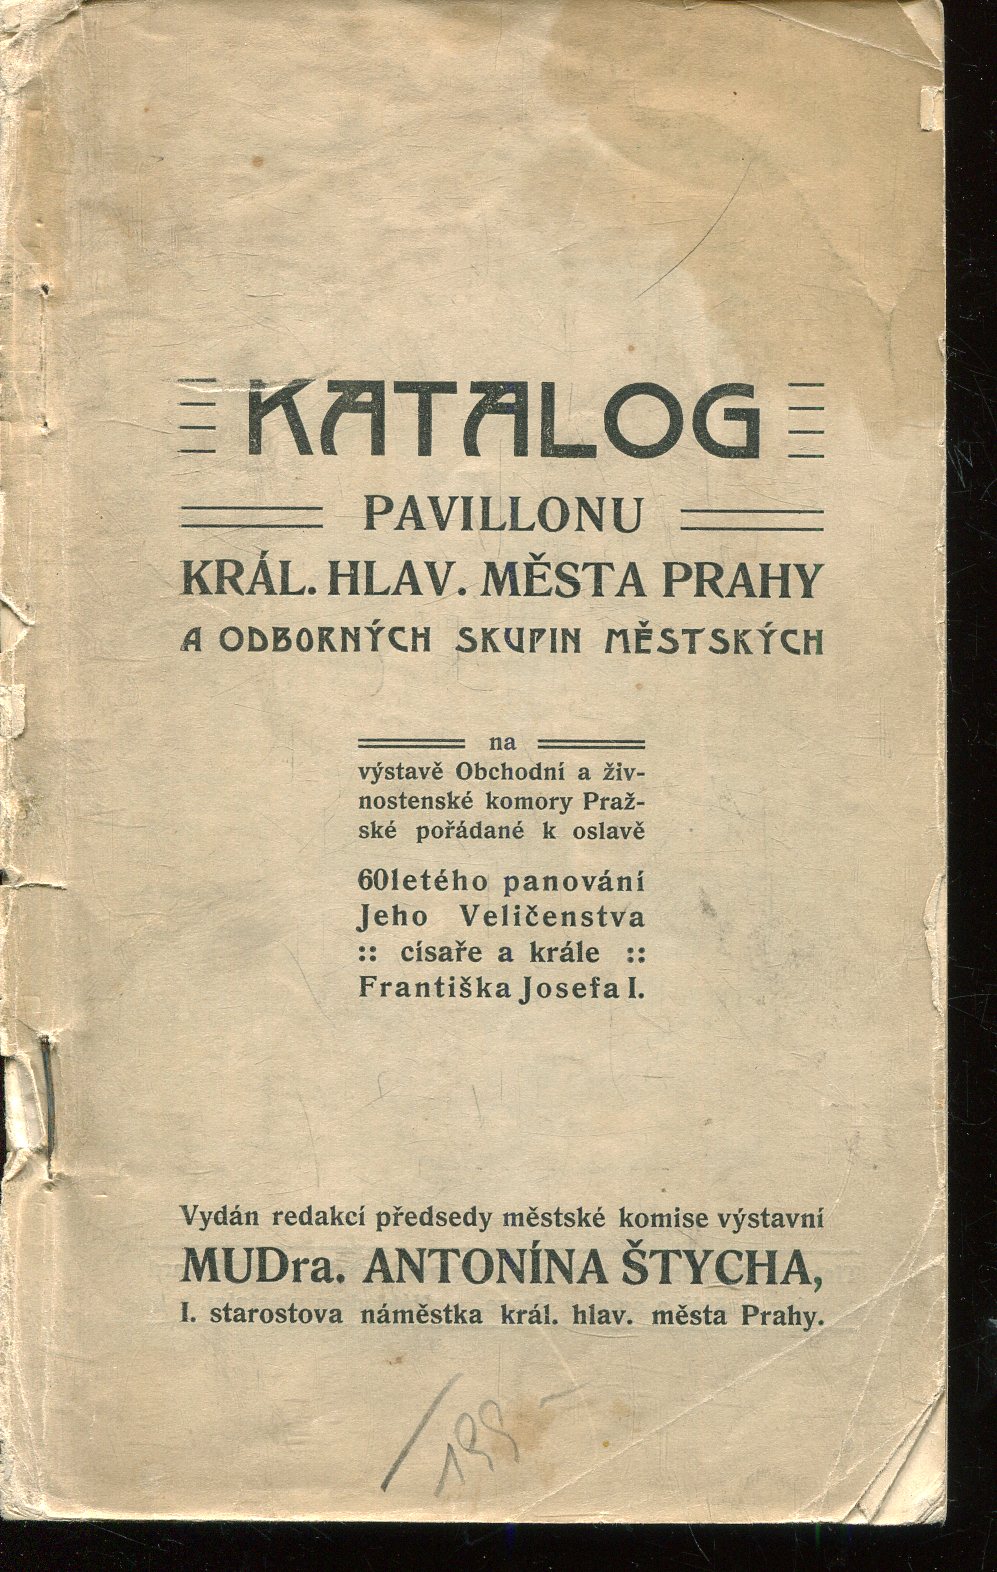 KATALOG
PAVILLONU
KRÁL. HLAV. MĚSTA PRAHY
A ODBORNÝCH SKUPIN MĚSTSKÝCH
na
výstavě Obchodní a živ-
nostenské komory Praž-
ské pořádané k oslavě
60letého panování
Jeho Veličenstva
:: císaře a krále ::
Františka Josefa I.
Vydán redakcí předsedy městské komise výstavní
MUDra. ANTONÍNA ŠTYCHA,
I. starostova náměstka král. hlav. města Prahy.